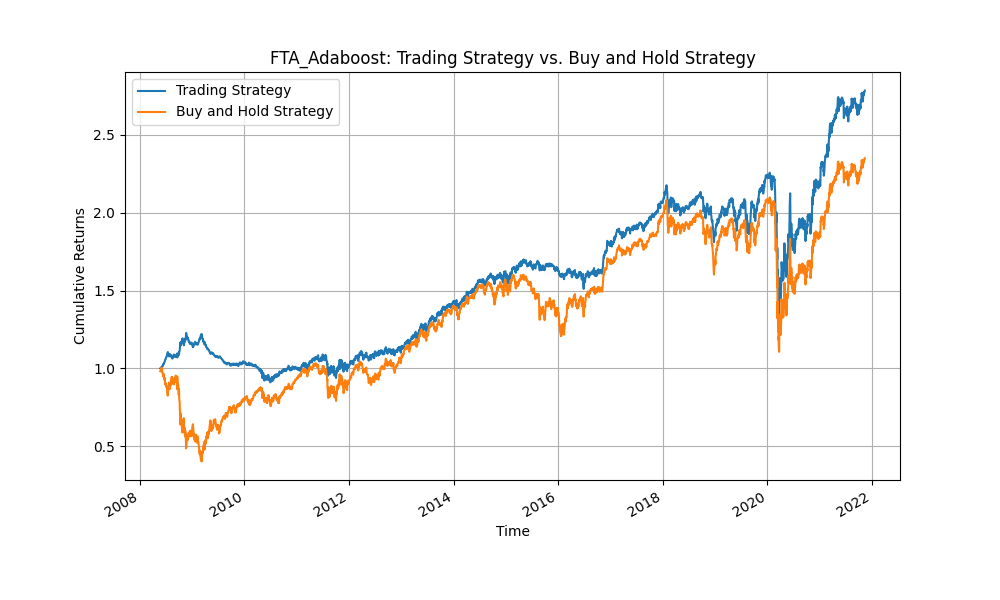 FTA_Adaboost: Trading Strategy vs. Buy and Hold Strategy
Trading Strategy
Buy and Hold Strategy
Cumulative Returns
2.5
2.0
1.5
1.0
0.5
2008
2010
2012
2014
2016
2018
2020
2022
Time